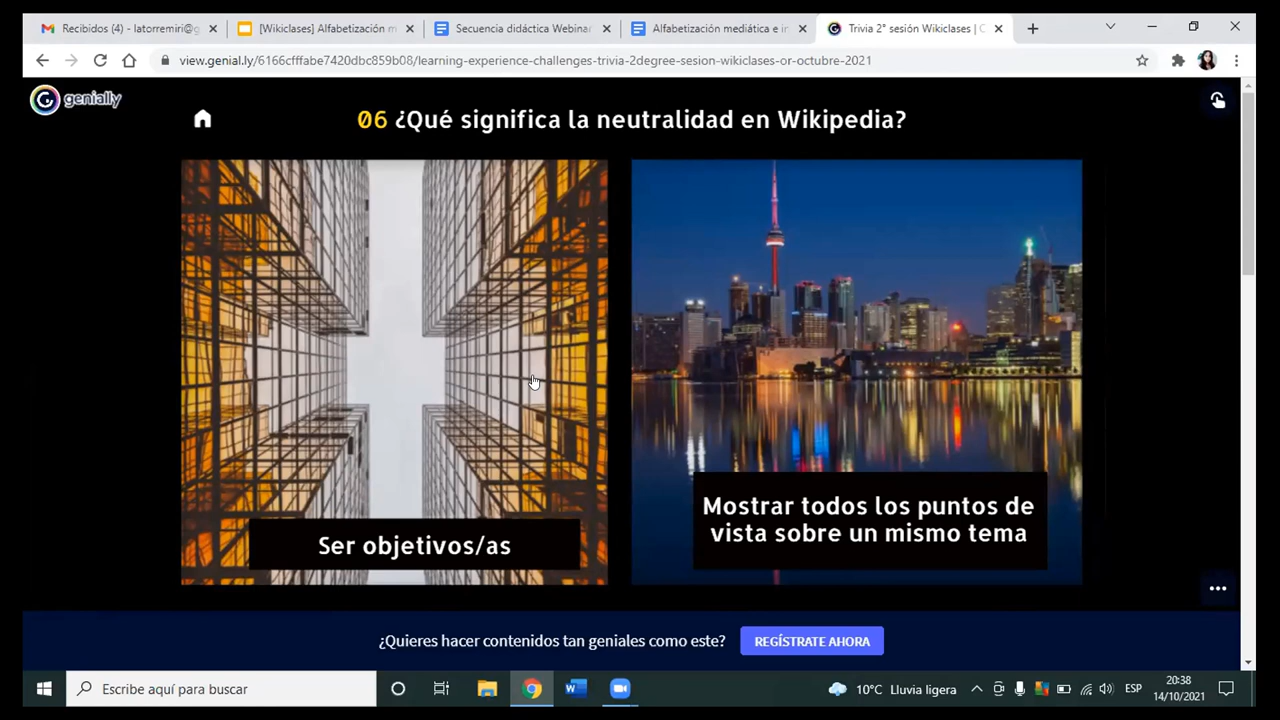 Recibidos (4) - latorremiri@g
[Wikiclases] Alfabetización m
Secuencia didáctica Webinar
Alfabetización mediática e in
Trivia 2° sesión Wikiclases | C
view.genial.ly/6166cfffabe7420dbc859b08/learning-experience-challenges-trivia-2degree-sesion-wikiclases-or-octubre-2021
genially
06 ¿Qué significa la neutralidad en Wikipedia?
Ser objetivos/as
Mostrar todos los puntos de
vista sobre un mismo tema
¿Quieres hacer contenidos tan geniales como este?
REGÍSTRATE AHORA
Escribe aquí para buscar
10°C Lluvia ligera
ESP
20:38
14/10/2021